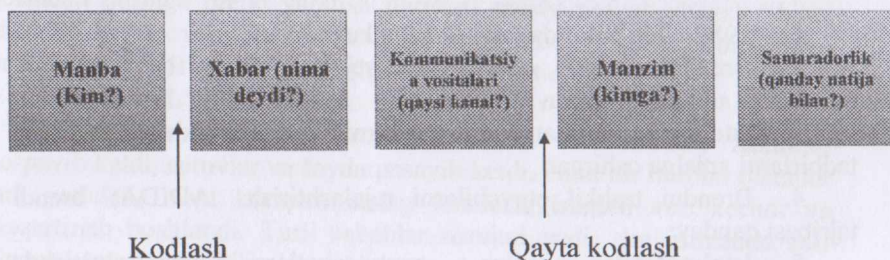 Manba
(Kim?)
Xabar (nima
deydi?)
Kommunikatsiy
a vositalari
(qaysi kanal?)
Manzim
(kimga?)
Samaradorlik
(qanday natija
bilan?)
Kodlash
Qayta kodlash